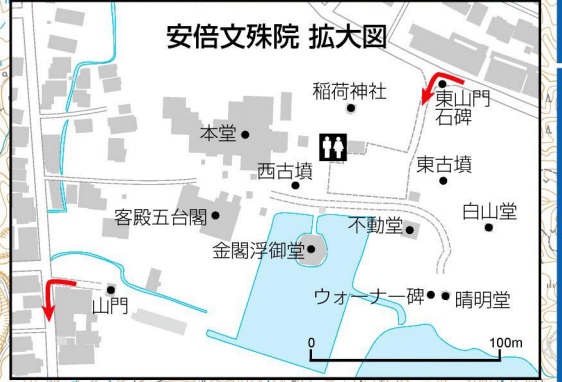 安倍文殊院 拡大図
稲荷神社
東山門
石碑
本堂
西古墳
東古墳
客殿五台閣
不動堂
白山堂
金閣浮御堂
ウォーナー碑
晴明堂
山門
0
100m